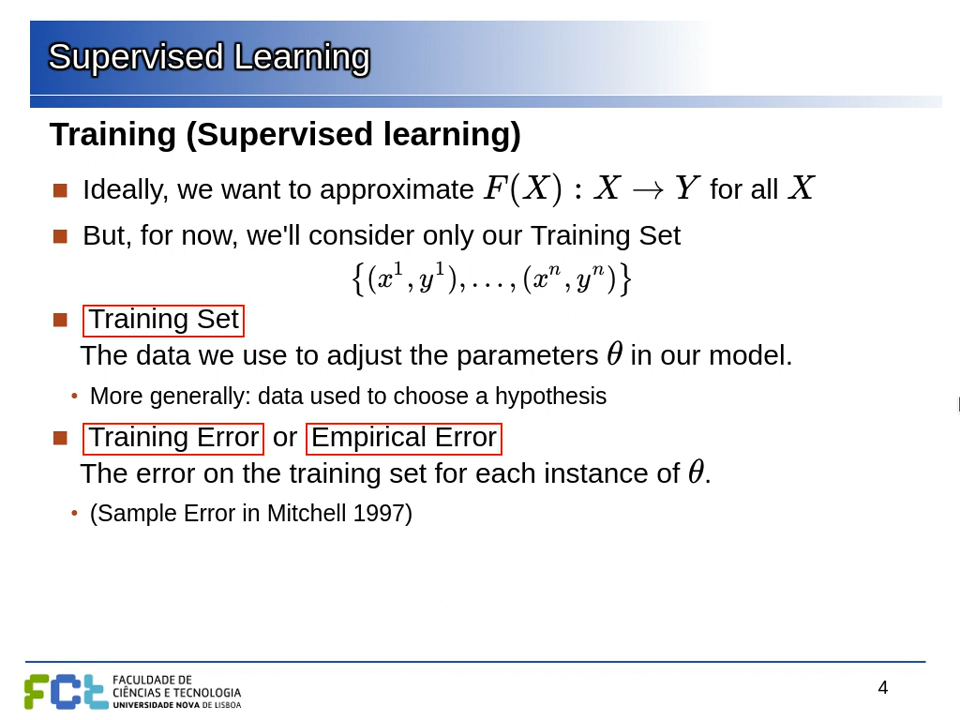 Supervised Learning
Training (Supervised learning)
■ Ideally, we want to approximate F(X) : X → Y for all X
■ But, for now, we'll consider only our Training Set
{(x¹, y¹), . . . , (xⁿ, yⁿ)}
■ Training Set
The data we use to adjust the parameters θ in our model.
• More generally: data used to choose a hypothesis
■ Training Error or Empirical Error
The error on the training set for each instance of θ.
• (Sample Error in Mitchell 1997)
FCt
FACULDADE DE
CIÊNCIAS E TECNOLOGIA
UNIVERSIDADE NOVA DE LISBOA
4